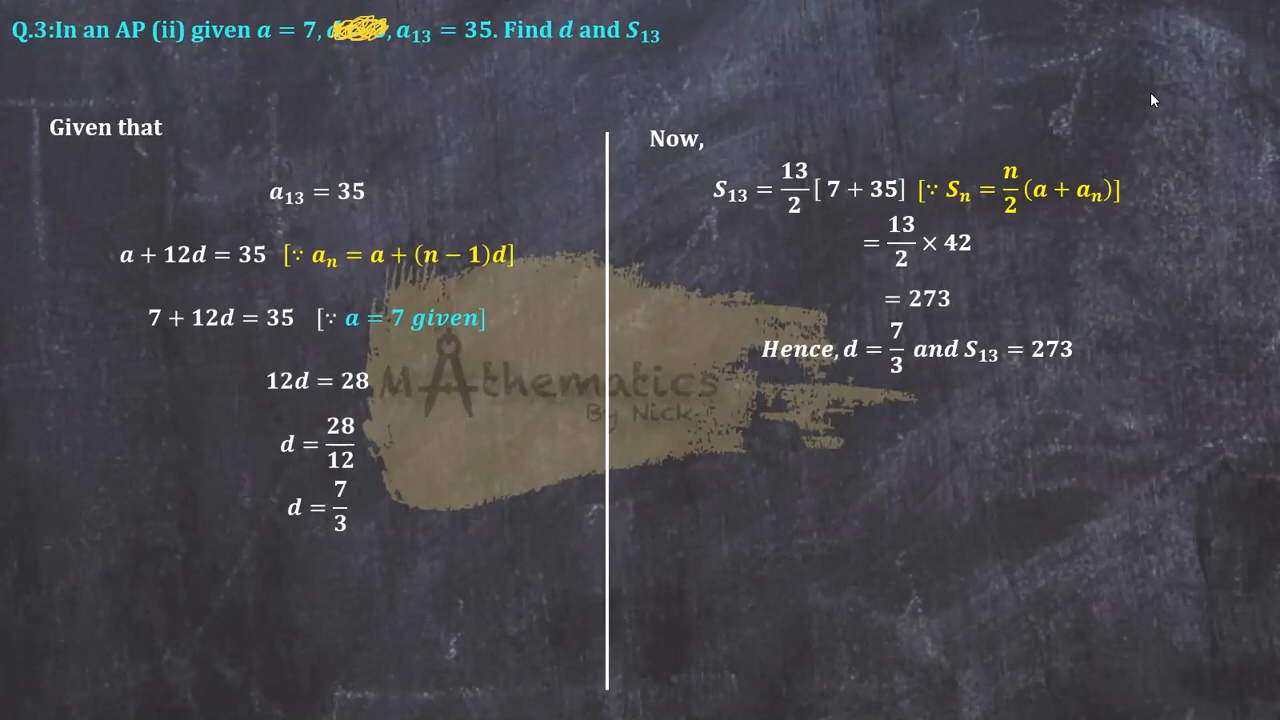 Q.3:In an AP (ii) given a = 7, , a₁₃ = 35. Find d and S₁₃
Given that
a₁₃ = 35
a + 12d = 35 [∵ aₙ = a + (n − 1)d]
7 + 12d = 35 [∵ a = 7 given]
12d = 28
d = 28/12
d = 7/3
Now,
S₁₃ = 13/2 [ 7 + 35] [∵ Sₙ = n/2 (a + aₙ)]
= 13/2 × 42
= 273
Hence, d = 7/3 and S₁₃ = 273
MAthematics
By Nick